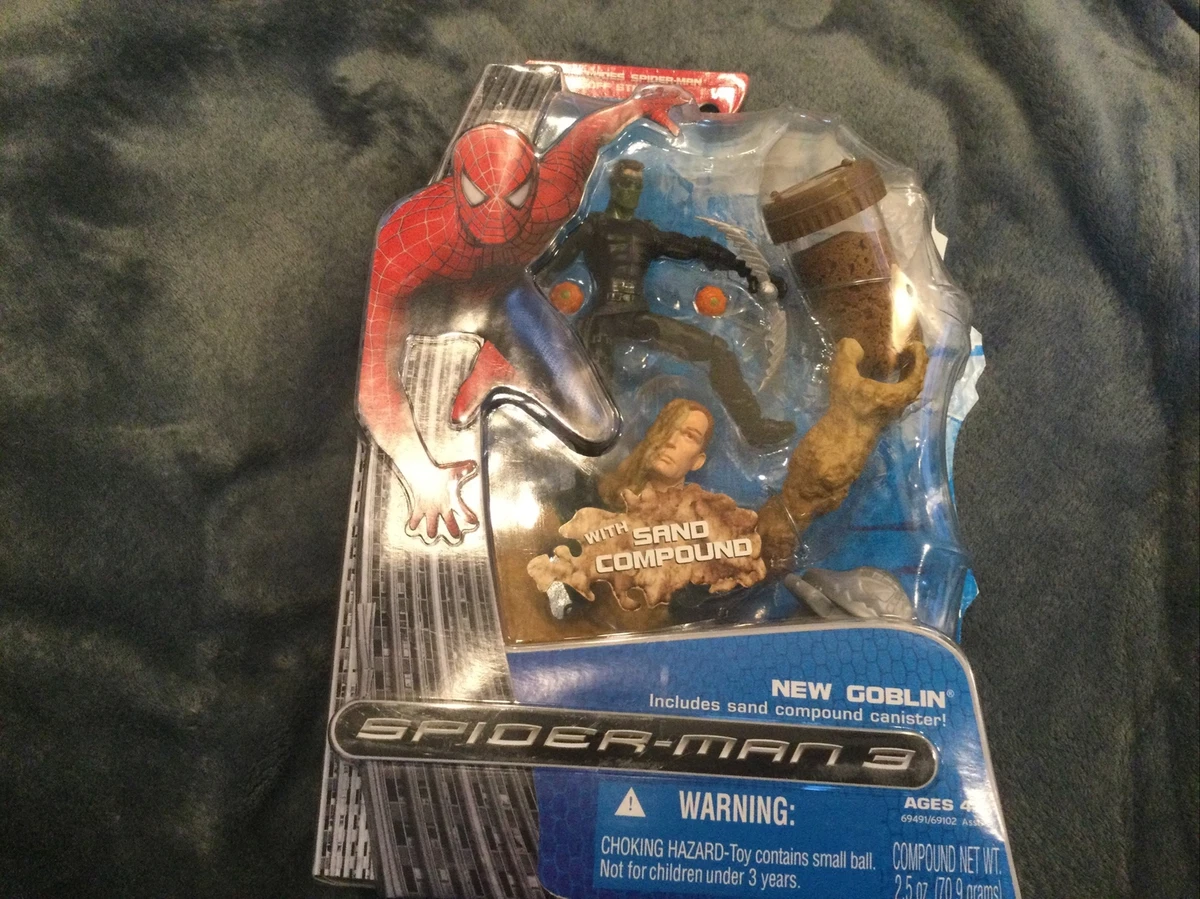 SPIDER-MAN
WITH SAND
COMPOUND
NEW GOBLIN®
Includes sand compound canister!
SPIDER-MAN 3
WARNING:
CHOKING HAZARD-Toy contains small ball.
Not for children under 3 years.
AGES 4
69491/69102
COMPOUND NET WT.
2.5 oz. (70.9 grams)